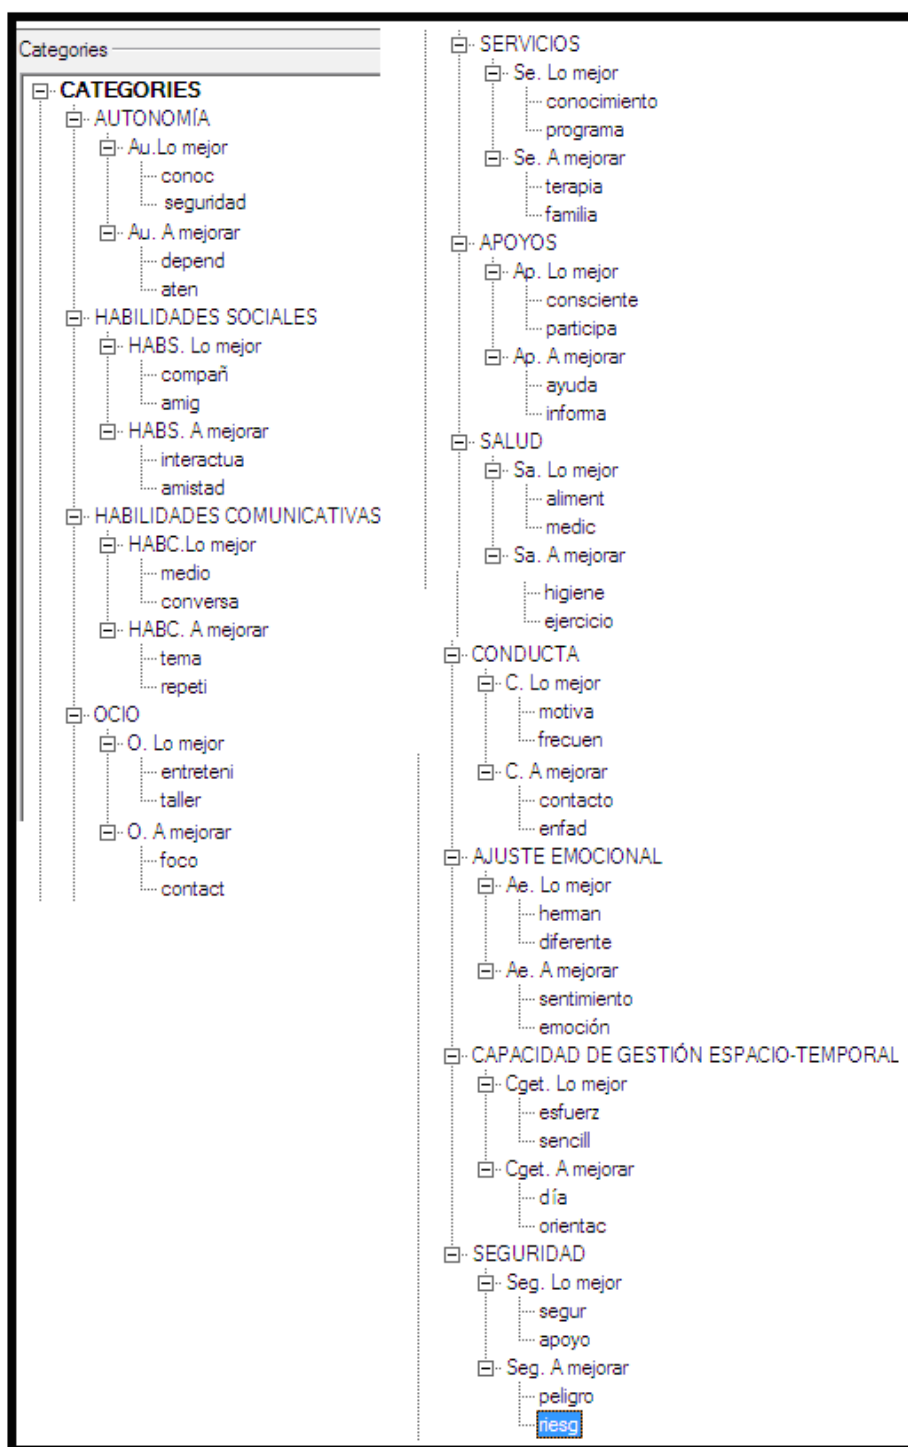 Categories
CATEGORIES
AUTONOMÍA
Au.Lo mejor
conoc
seguridad
Au. A mejorar
depend
aten
HABILIDADES SOCIALES
HABS. Lo mejor
compañ
amig
HABS. A mejorar
interactua
amistad
HABILIDADES COMUNICATIVAS
HABC.Lo mejor
medio
conversa
HABC. A mejorar
tema
repeti
OCIO
O. Lo mejor
entreteni
taller
O. A mejorar
foco
contact
SERVICIOS
Se. Lo mejor
conocimiento
programa
Se. A mejorar
terapia
familia
APOYOS
Ap. Lo mejor
consciente
participa
Ap. A mejorar
ayuda
informa
SALUD
Sa. Lo mejor
aliment
medic
Sa. A mejorar
higiene
ejercicio
CONDUCTA
C. Lo mejor
motiva
frecuen
C. A mejorar
contacto
enfad
AJUSTE EMOCIONAL
Ae. Lo mejor
herman
diferente
Ae. A mejorar
sentimiento
emoción
CAPACIDAD DE GESTIÓN ESPACIO-TEMPORAL
Cget. Lo mejor
esfuerz
sencill
Cget. A mejorar
día
orientac
SEGURIDAD
Seg. Lo mejor
segur
apoyo
Seg. A mejorar
peligro
riesg